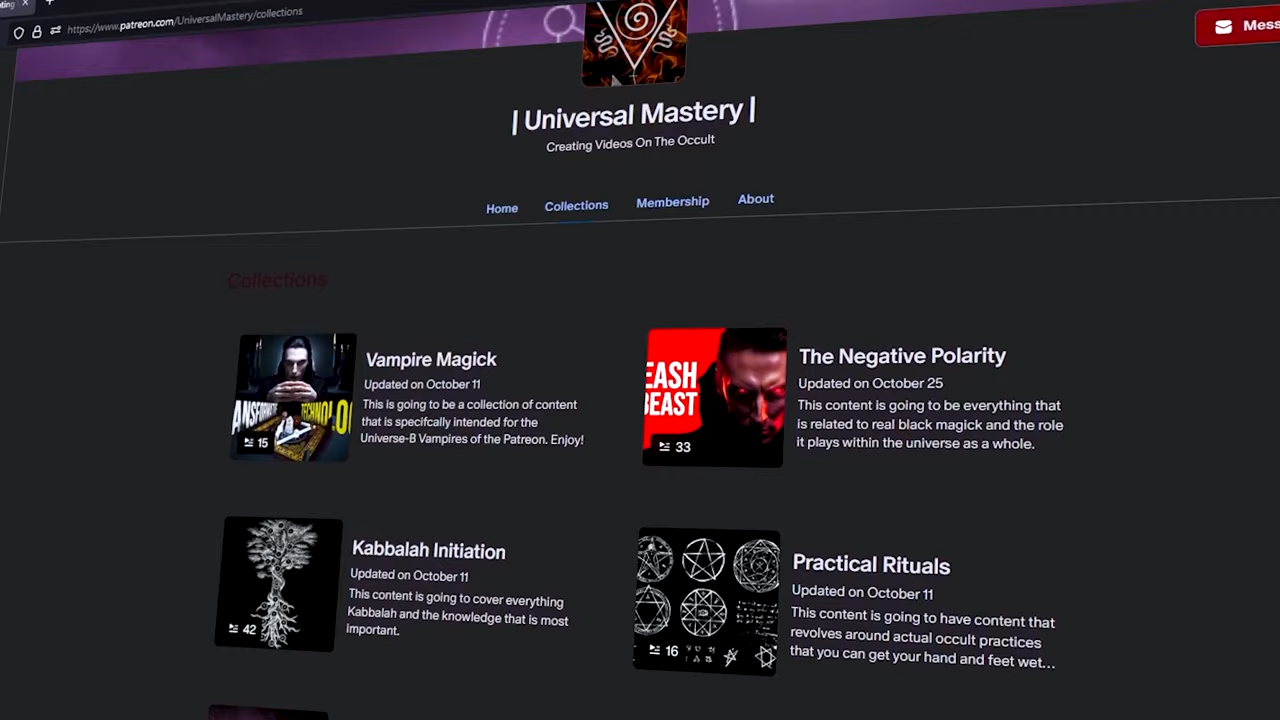 https://www.patreon.com/UniversalMastery/collections
| Universal Mastery |
Creating Videos On The Occult
Home
Collections
Membership
About
Collections
Vampire Magick
Updated on October 11
This is going to be a collection of content
that is specifcally intended for the
Universe-B Vampires of the Patreon. Enjoy!
15
The Negative Polarity
Updated on October 25
This content is going to be everything that
is related to real black magick and the role
it plays within the universe as a whole.
EASH
BEAST
33
Kabbalah Initiation
Updated on October 11
This content is going to cover everything
Kabbalah and the knowledge that is most
important.
42
Practical Rituals
Updated on October 11
This content is going to have content that
revolves around actual occult practices
that you can get your hand and feet wet...
16